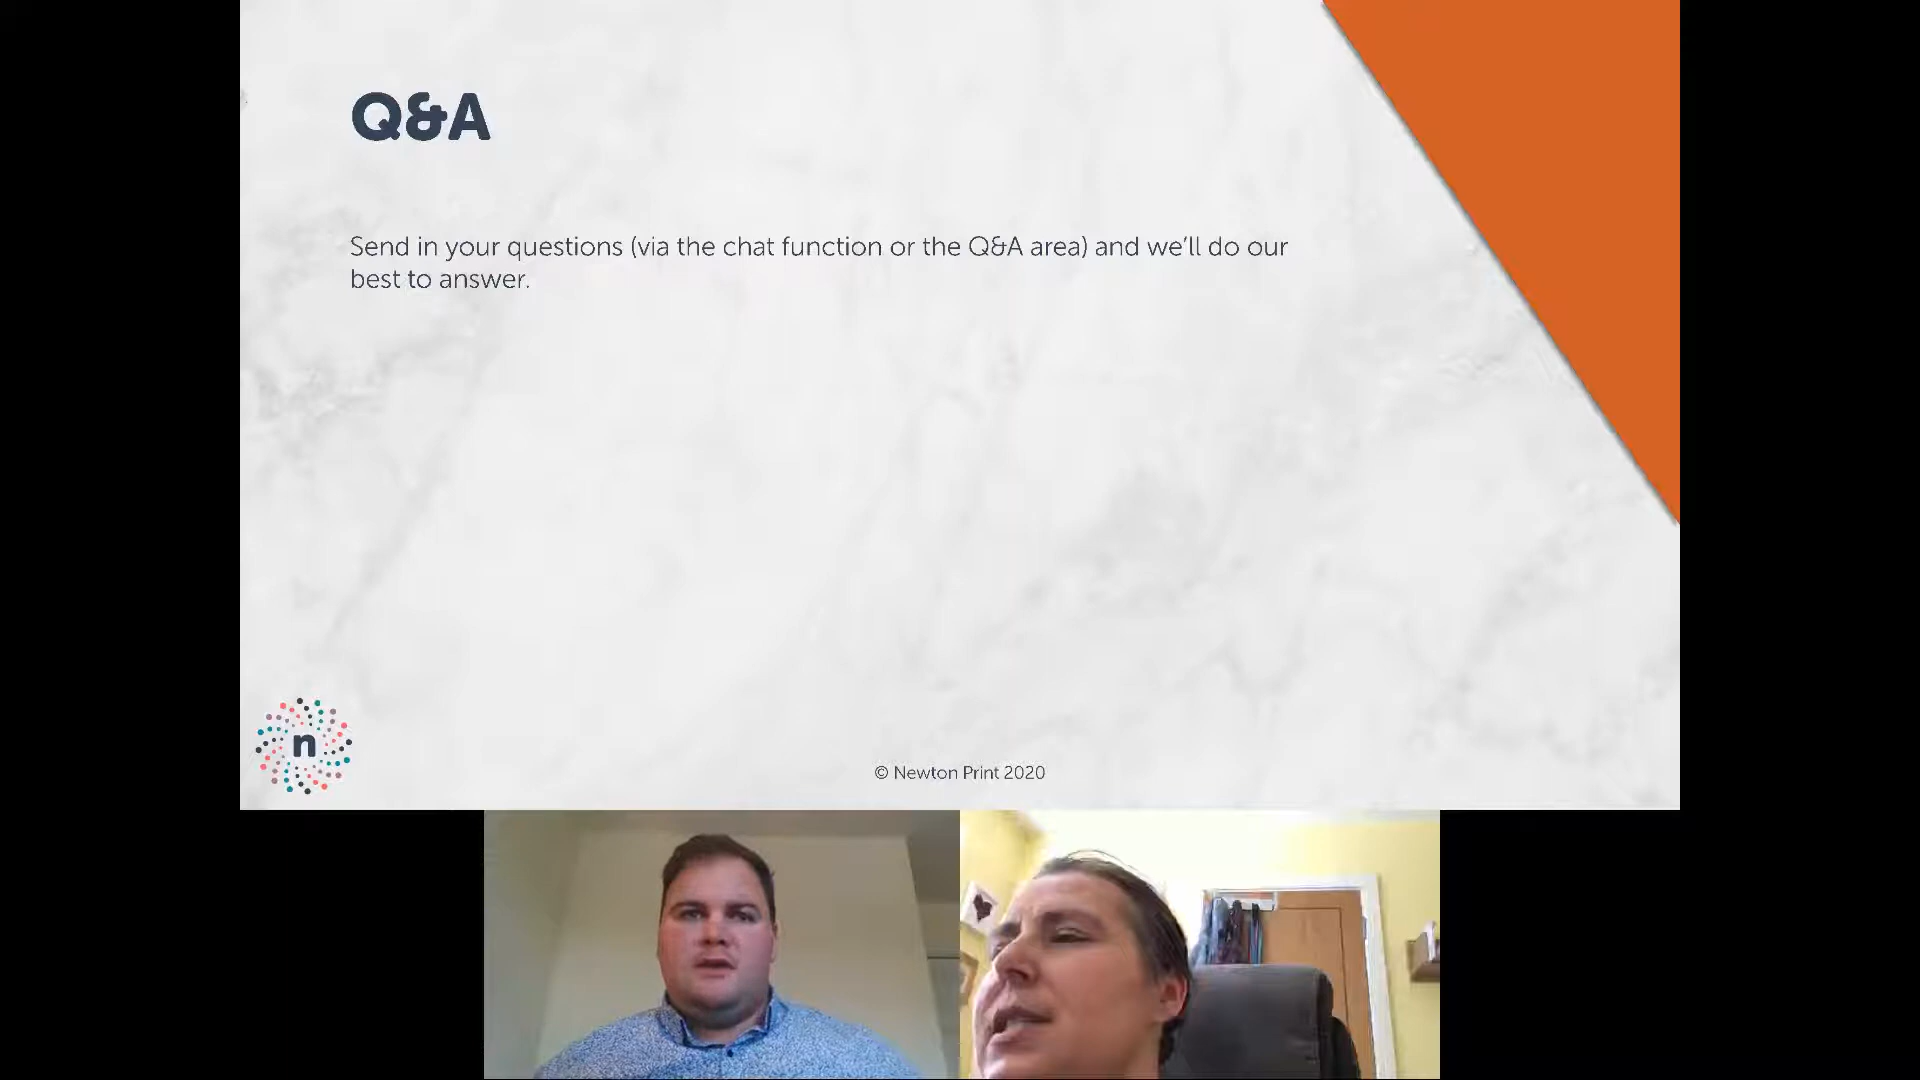 Q&A
Send in your questions (via the chat function or the Q&A area) and we'll do our
best to answer.
n
© Newton Print 2020